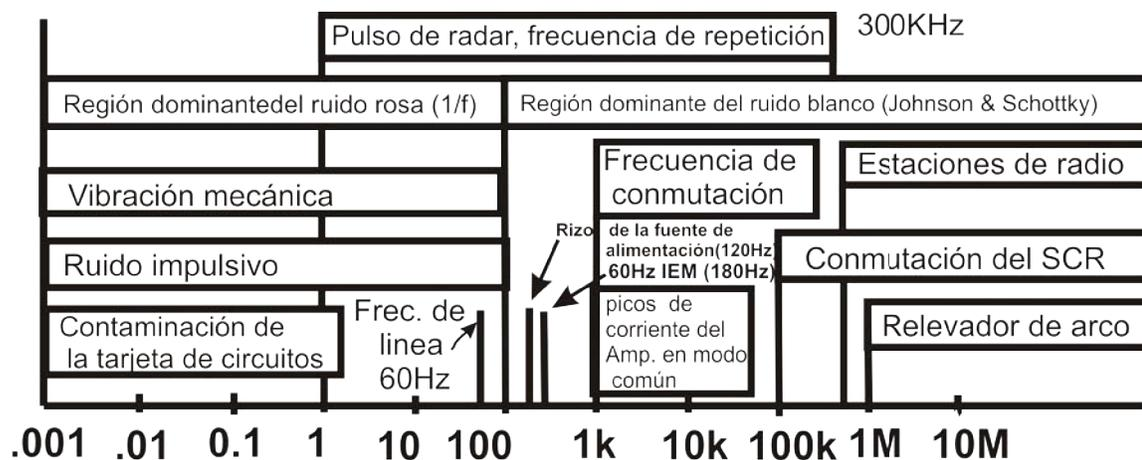 Pulso de radar, frecuencia de repetición
300KHz
Región dominantedel ruido rosa (1/f)
Región dominante del ruido blanco (Johnson & Schottky)
Vibración mecánica
Frecuencia de
conmutación
Estaciones de radio
Ruido impulsivo
Rizo de la fuente de
alimentación(120Hz)
60Hz IEM (180Hz)
Conmutación del SCR
Contaminación de
la tarjeta de circuitos
Frec. de
linea
60Hz
picos de
corriente del
Amp. en modo
común
Relevador de arco
.001 .01 0.1 1 10 100 1k 10k 100k 1M 10M